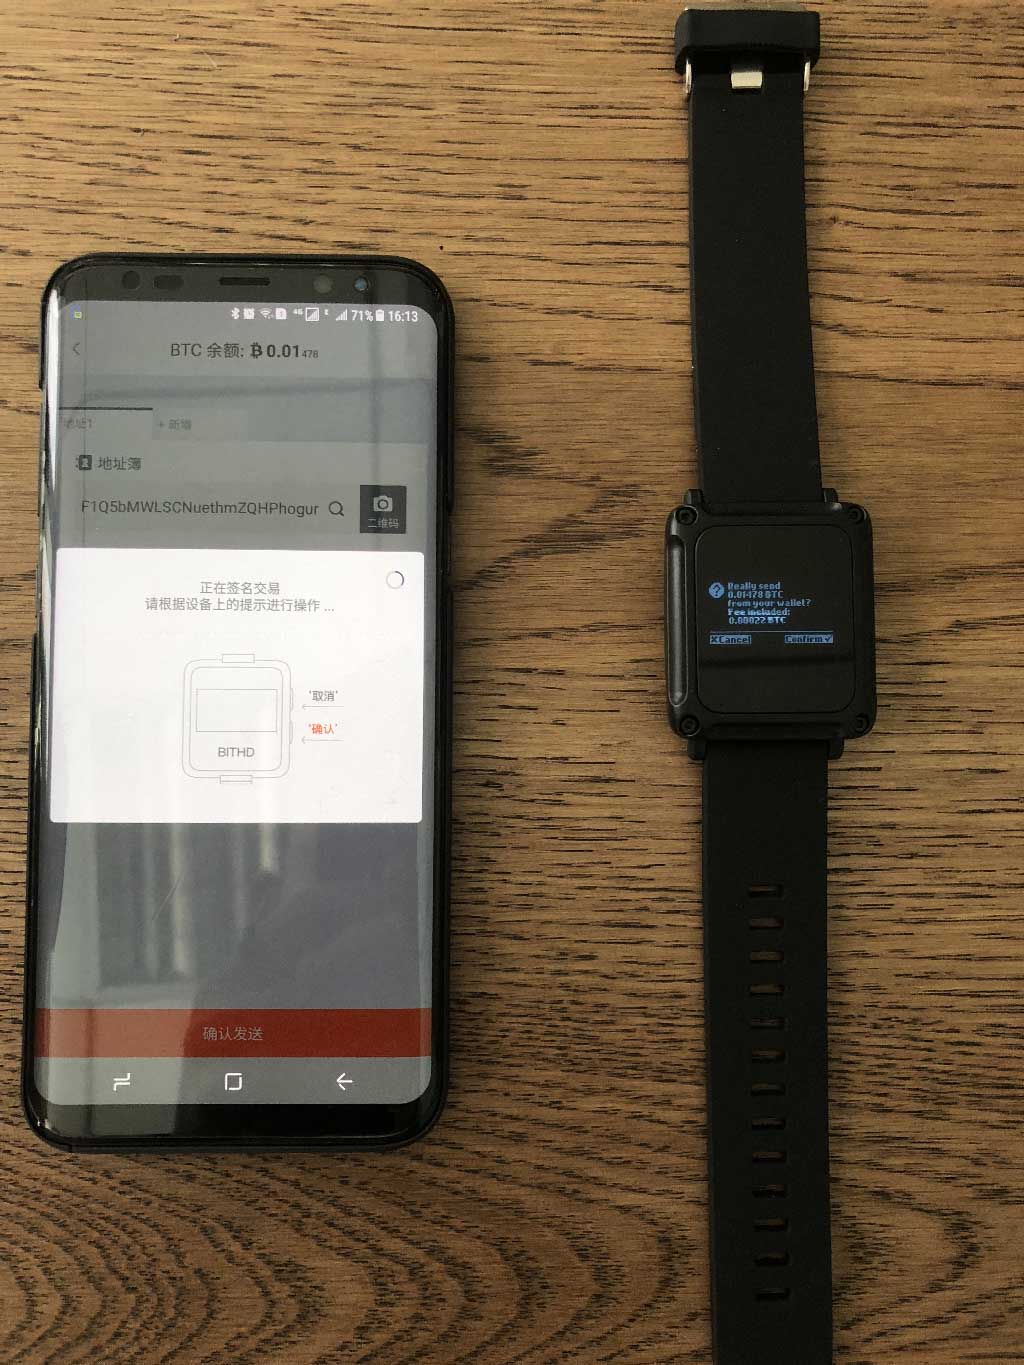 71% 16:13
BTC 余额: ₿0.01478
地址1 + 新增
地址簿
F1Q5bMWLSCNuethmZQHPhogur
二维码
正在签名交易
请根据设备上的提示进行操作 ...
'取消'
'确认'
BITHD
确认发送
Really send
0.01478 BTC
from your wallet?
Fee included:
0.00022 BTC
Cancel Confirm